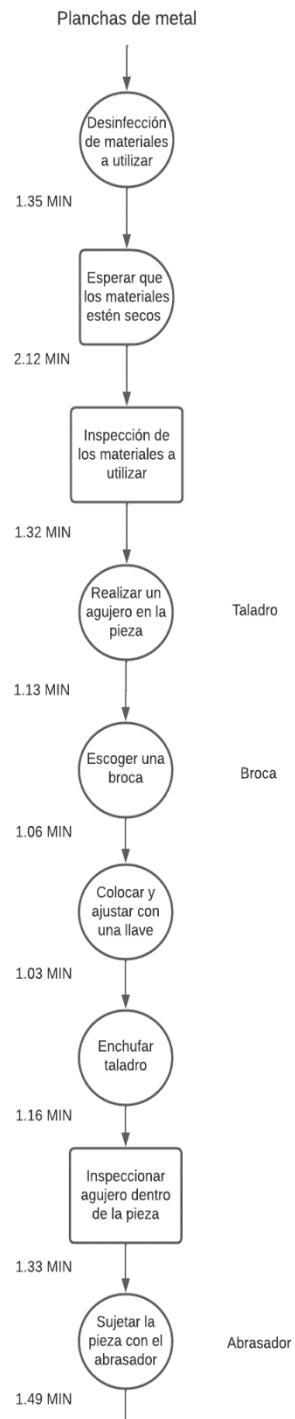 Planchas de metal
Desinfección
de materiales
a utilizar
1.35 MIN
Esperar que
los materiales
estén secos
2.12 MIN
Inspección de
los materiales a
utilizar
1.32 MIN
Realizar un
agujero en la
pieza
Taladro
1.13 MIN
Escoger una
broca
Broca
1.06 MIN
Colocar y
ajustar con
una llave
1.03 MIN
Enchufar
taladro
1.16 MIN
Inspeccionar
agujero dentro
de la pieza
1.33 MIN
Sujetar la
pieza con el
abrasador
Abrasador
1.49 MIN